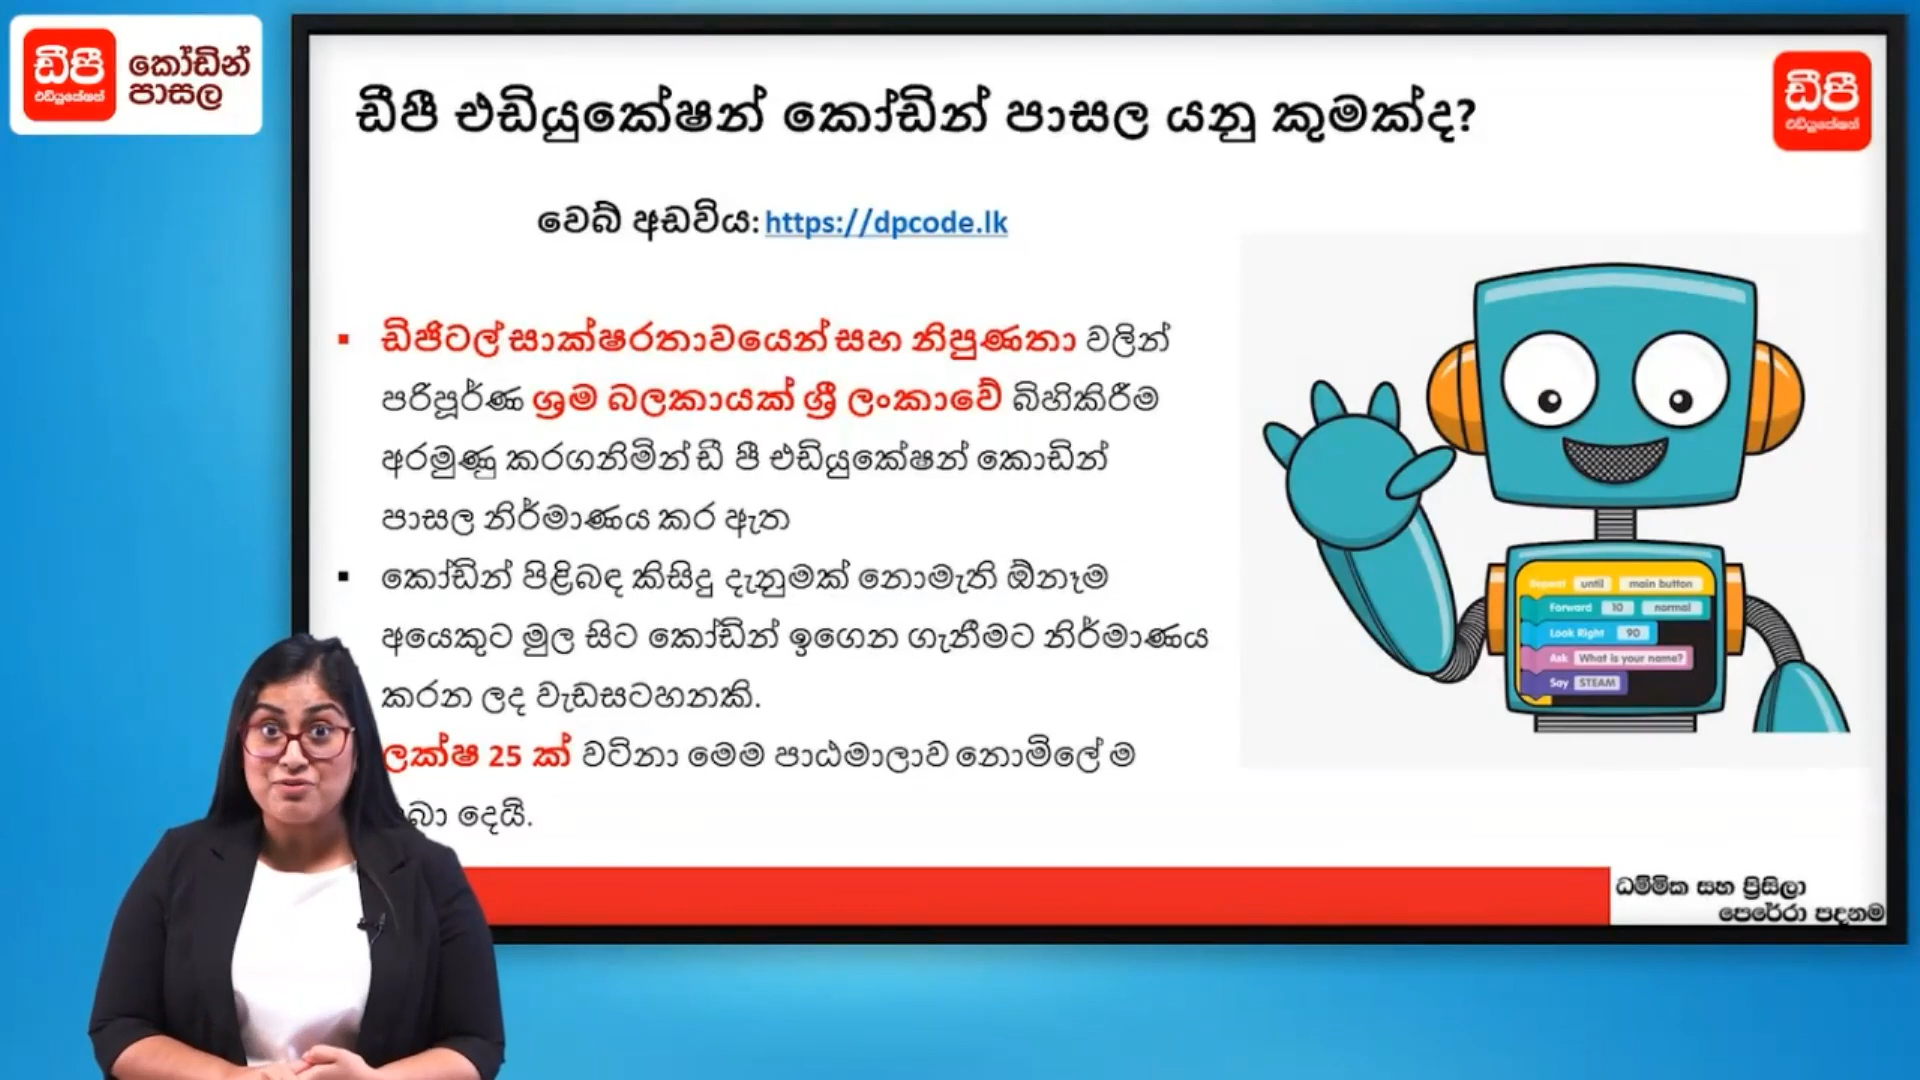 ඩීපී
එඩියුකේෂන්
කෝඩින්
පාසල
ඩීපී එඩියුකේෂන් කෝඩින් පාසල යනු කුමක්ද?
ඩීපී
එඩියුකේෂන්
වෙබ් අඩවිය: https://dpcode.lk
▪ ඩිජිටල් සාක්ෂරතාවයෙන් සහ නිපුණතා වලින්
පරිපූර්ණ ශ්‍රම බලකායක් ශ්‍රී ලංකාවේ බිහිකිරීම
අරමුණු කරගනිමින් ඩී පී එඩියුකේෂන් කොඩින්
පාසල නිර්මාණය කර ඇත
▪ කෝඩින් පිළිබඳ කිසිදු දැනුමක් නොමැති ඕනෑම
අයෙකුට මුල සිට කෝඩින් ඉගෙන ගැනීමට නිර්මාණය
කරන ලද වැඩසටහනකි.
ලක්ෂ 25 ක් වටිනා මෙම පාඨමාලාව නොමිලේ ම
දෙයි.
Repeat until main button
Forward 10 normal
Look Right 90
Ask What is your name?
Say STEAM
ධම්මික සහ ප්‍රිසිලා
පෙරේරා පදනම